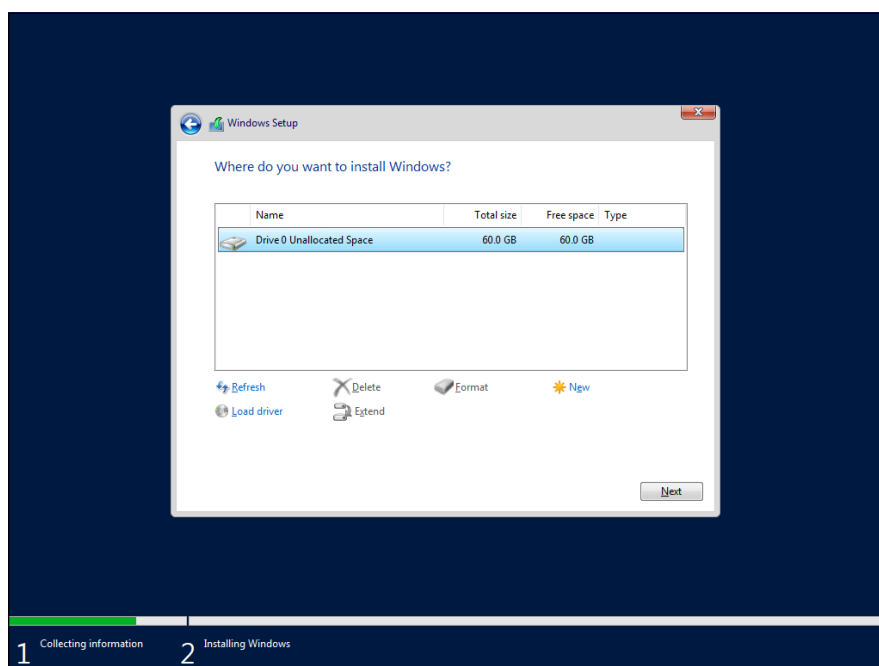 Windows Setup
Where do you want to install Windows?
Name Total size Free space Type
Drive 0 Unallocated Space 60.0 GB 60.0 GB
Refresh Delete Format New
Load driver Extend
Next
1 Collecting information 2 Installing Windows